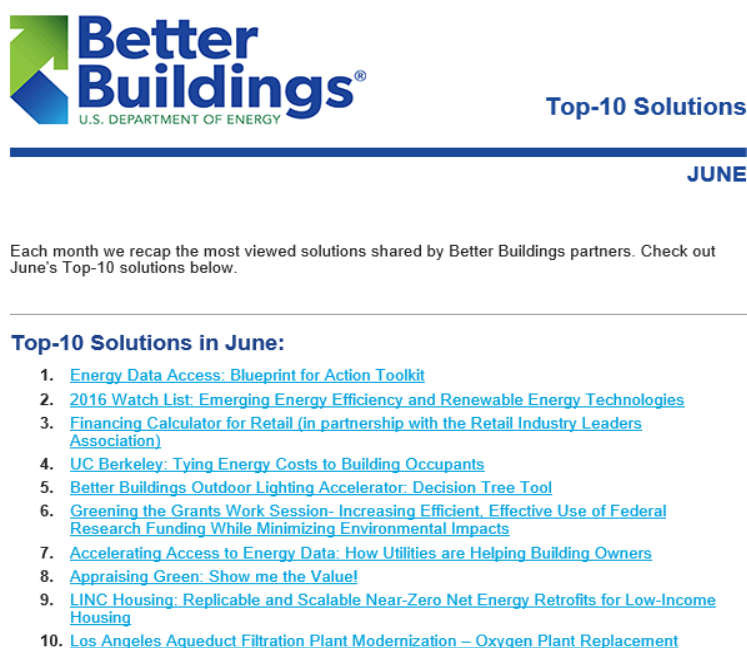 Better
Buildings®
U.S. DEPARTMENT OF ENERGY
Top-10 Solutions
JUNE
Each month we recap the most viewed solutions shared by Better Buildings partners. Check out
June's Top-10 solutions below.
Top-10 Solutions in June:
1. Energy Data Access: Blueprint for Action Toolkit
2. 2016 Watch List: Emerging Energy Efficiency and Renewable Energy Technologies
3. Financing Calculator for Retail (in partnership with the Retail Industry Leaders
Association)
4. UC Berkeley: Tying Energy Costs to Building Occupants
5. Better Buildings Outdoor Lighting Accelerator: Decision Tree Tool
6. Greening the Grants Work Session- Increasing Efficient, Effective Use of Federal
Research Funding While Minimizing Environmental Impacts
7. Accelerating Access to Energy Data: How Utilities are Helping Building Owners
8. Appraising Green: Show me the Value!
9. LINC Housing: Replicable and Scalable Near-Zero Net Energy Retrofits for Low-Income
Housing
10. Los Angeles Aqueduct Filtration Plant Modernization – Oxygen Plant Replacement